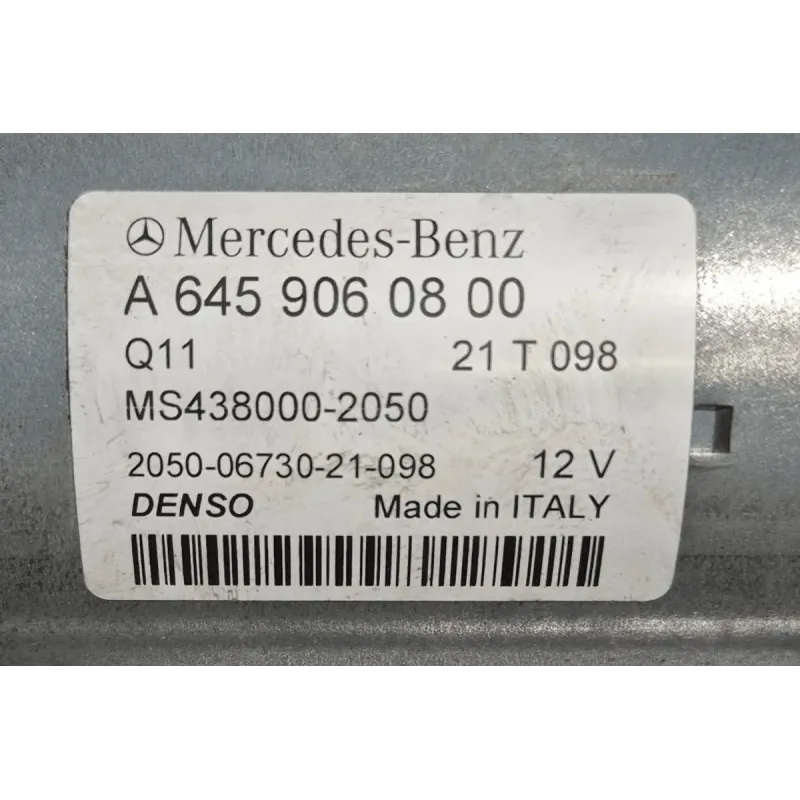 Mercedes-Benz
A 645 906 08 00
Q11 21 T 098
MS438000-2050
2050-06730-21-098 12 V
DENSO Made in ITALY